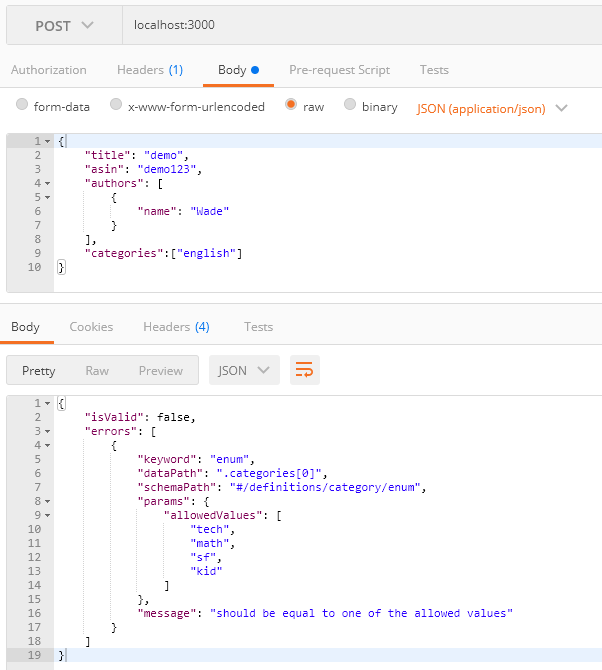 POST localhost:3000
Authorization Headers (1) Body Pre-request Script Tests
form-data x-www-form-urlencoded raw binary JSON (application/json)
1 {
2 "title": "demo",
3 "asin": "demo123",
4 "authors": [
5 {
6 "name": "Wade"
7 }
8 ],
9 "categories":["english"]
10 }
Body Cookies Headers (4) Tests
Pretty Raw Preview JSON
1 {
2 "isValid": false,
3 "errors": [
4 {
5 "keyword": "enum",
6 "dataPath": ".categories[0]",
7 "schemaPath": "#/definitions/category/enum",
8 "params": {
9 "allowedValues": [
10 "tech",
11 "math",
12 "sf",
13 "kid"
14 ]
15 },
16 "message": "should be equal to one of the allowed values"
17 }
18 ]
19 }